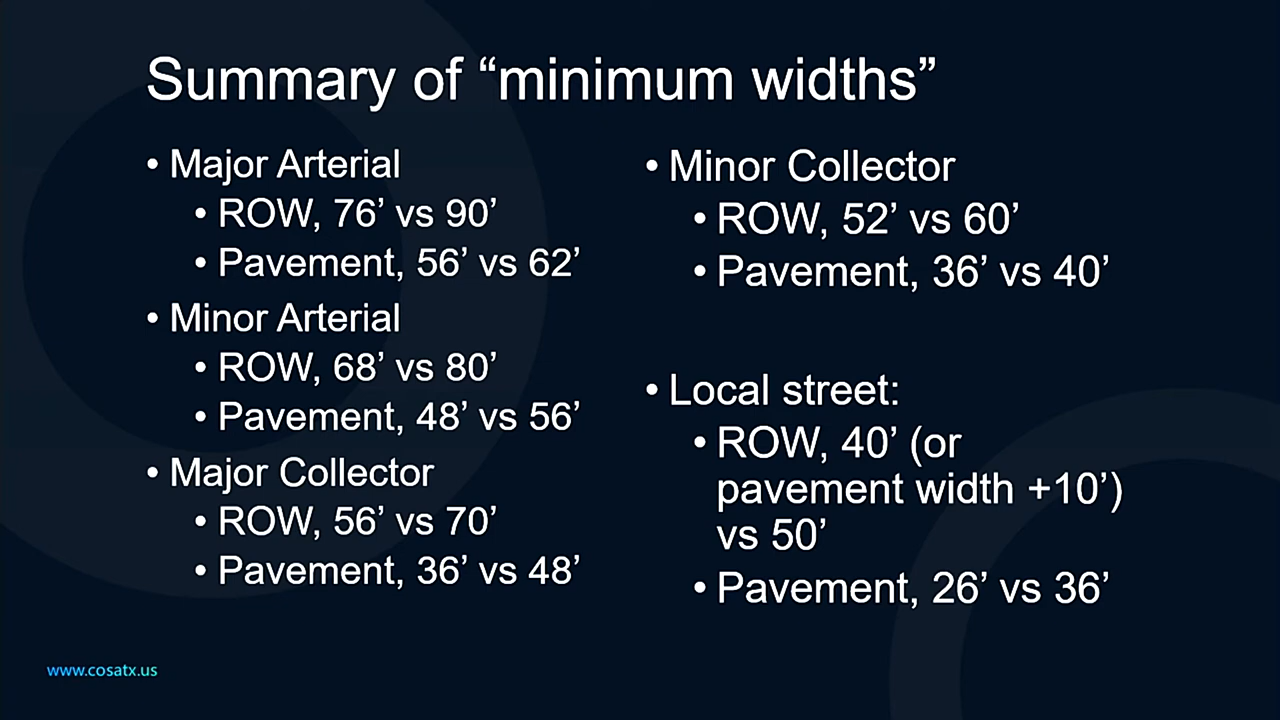 Summary of “minimum widths”
• Major Arterial
• ROW, 76’ vs 90’
• Pavement, 56’ vs 62’
• Minor Arterial
• ROW, 68’ vs 80’
• Pavement, 48’ vs 56’
• Major Collector
• ROW, 56’ vs 70’
• Pavement, 36’ vs 48’
• Minor Collector
• ROW, 52’ vs 60’
• Pavement, 36’ vs 40’
• Local street:
• ROW, 40’ (or
pavement width +10’)
vs 50’
• Pavement, 26’ vs 36’
www.cosatx.us